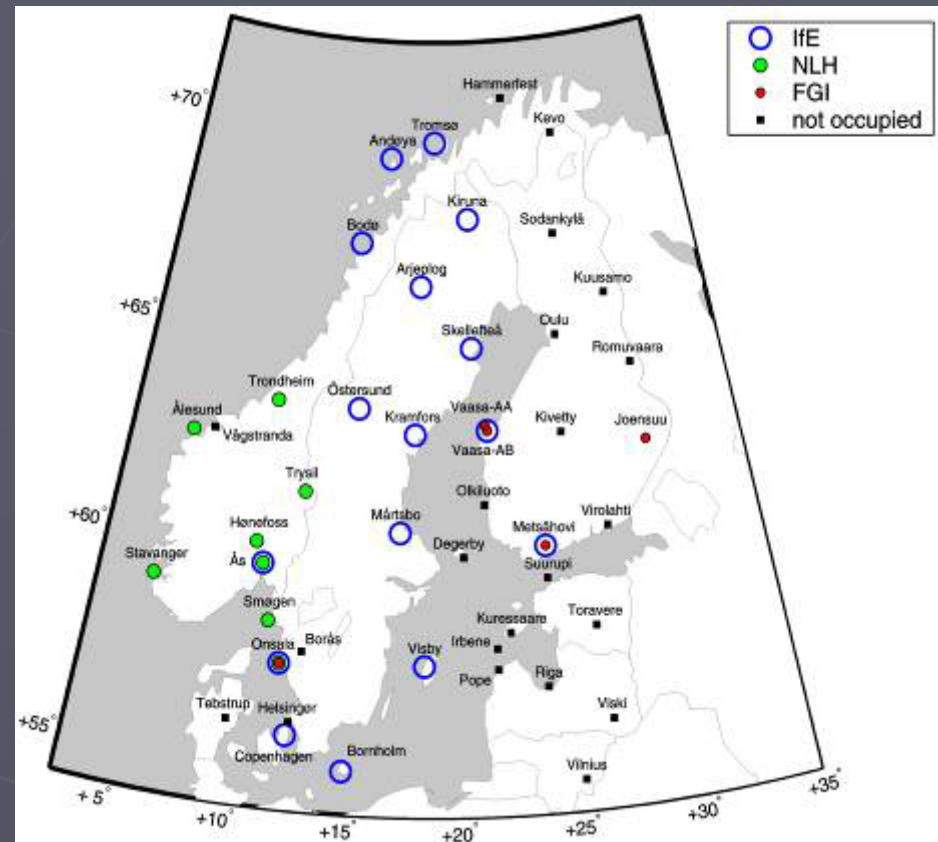 IfE
NLH
FGI
not occupied
Hammerfest
+70°
Kevo
Tromsø
Andøya
Kiruna
Sodankylä
Bodø
Arjeplog
Kuusamo
+65°
Oulu
Skellefteå
Romuvaara
Trondheim
Östersund
Ålesund
Vaasa-AA
Kramfors
Kivetty
Joensuu
Vågstranda
Vaasa-AB
Trysil
Olkiluoto
+60°
Mårtsbo
Virolahti
Hønefoss
Metsähovi
Stavanger
Ås
Degerby
Suurupi
Smøgen
Toravere
Kuressaare
Onsala
Borås
Visby
Irbene
Pope
Riga
Tebstrup
Helsingør
Viski
+55°
Copenhagen
Bornholm
Vilnius
+35°
+5°
+30°
+10°
+25°
+15°
+20°